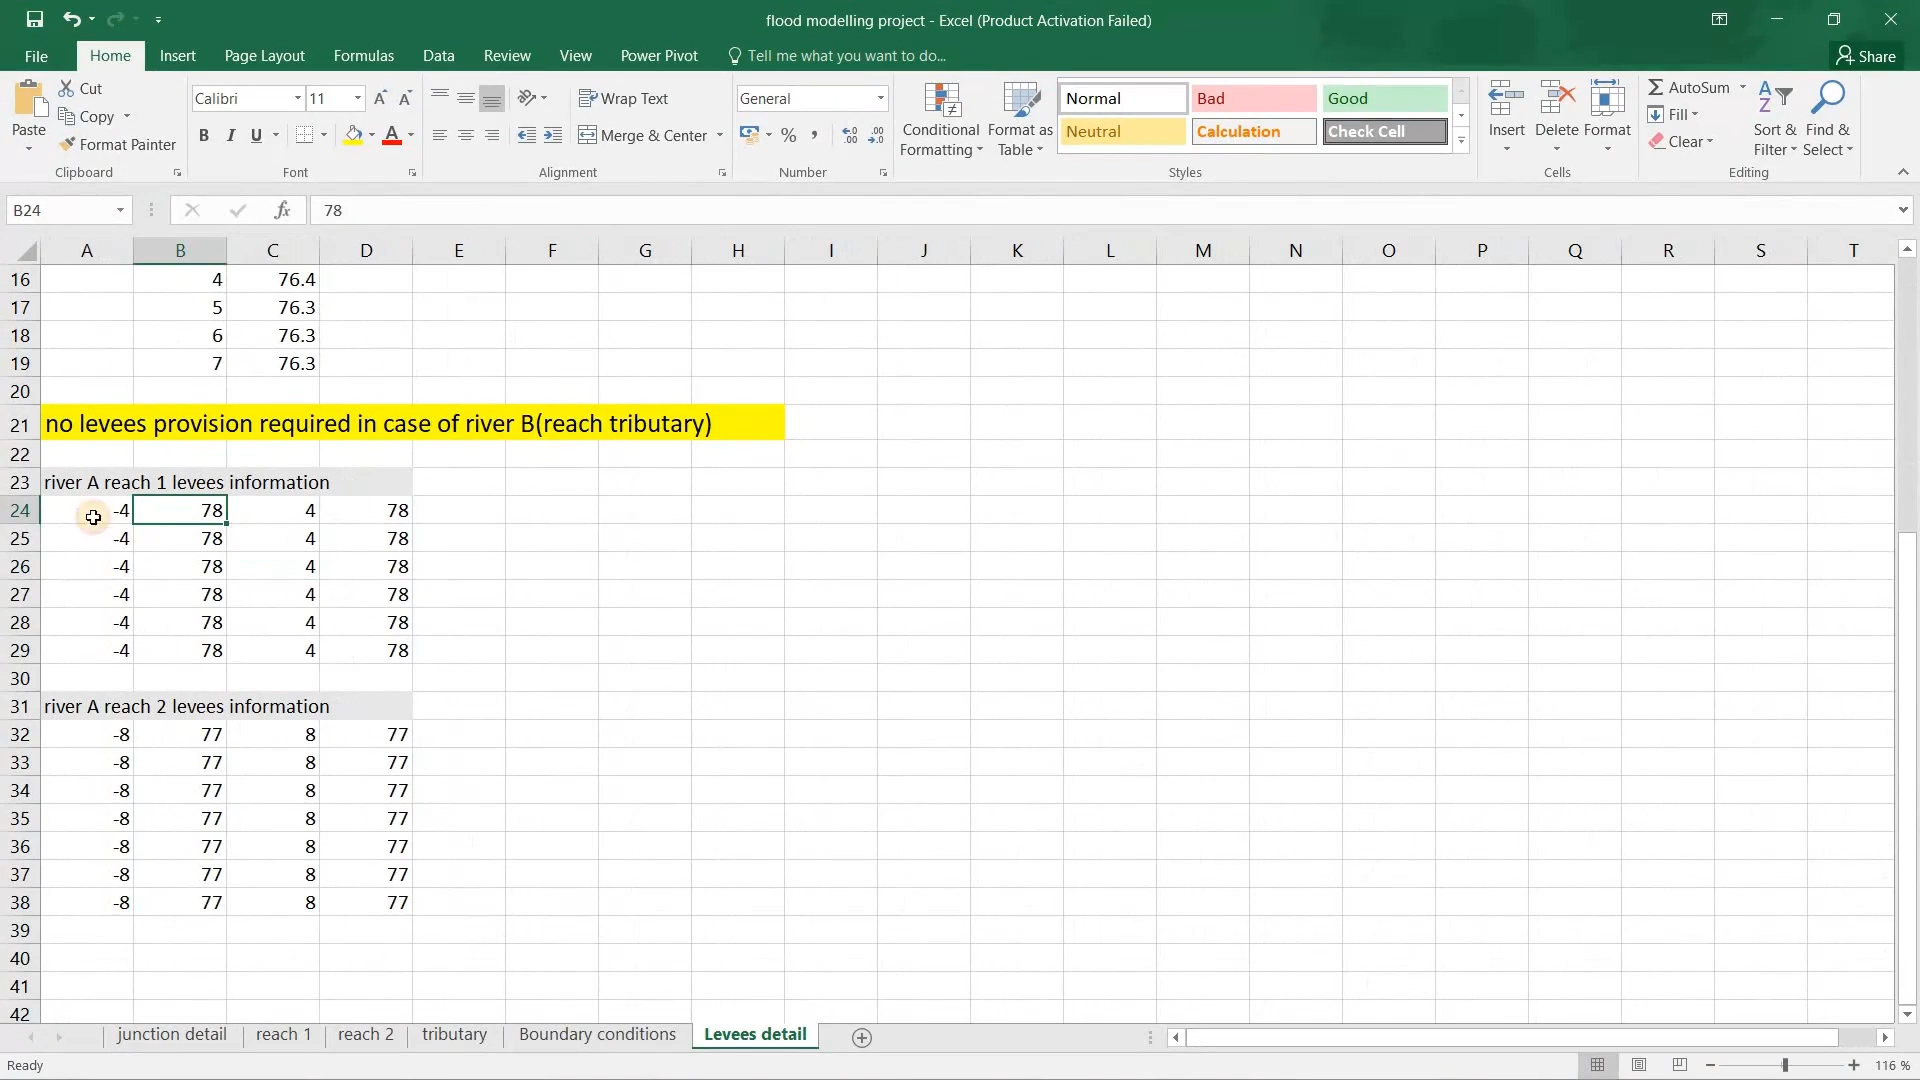 flood modelling project - Excel (Product Activation Failed)
File Home Insert Page Layout Formulas Data Review View Power Pivot Tell me what you want to do... Share
Paste Cut Copy Format Painter Clipboard
Calibri 11 B I U A A A Font
Wrap Text Merge & Center Alignment
General % , .0 .00 .00 .0 Number
Conditional Formatting Format as Table
Normal Bad Good
Neutral Calculation Check Cell
Styles
Insert Delete Format Cells
AutoSum Fill Clear Sort & Filter Find & Select Editing
B24 fx 78
A B C D E F G H I J K L M N O P Q R S T
16 4 76.4
17 5 76.3
18 6 76.3
19 7 76.3
20
21 no levees provision required in case of river B(reach tributary)
22
23 river A reach 1 levees information
24 -4 78 4 78
25 -4 78 4 78
26 -4 78 4 78
27 -4 78 4 78
28 -4 78 4 78
29 -4 78 4 78
30
31 river A reach 2 levees information
32 -8 77 8 77
33 -8 77 8 77
34 -8 77 8 77
35 -8 77 8 77
36 -8 77 8 77
37 -8 77 8 77
38 -8 77 8 77
39
40
41
42
junction detail reach 1 reach 2 tributary Boundary conditions Levees detail
Ready 116 %